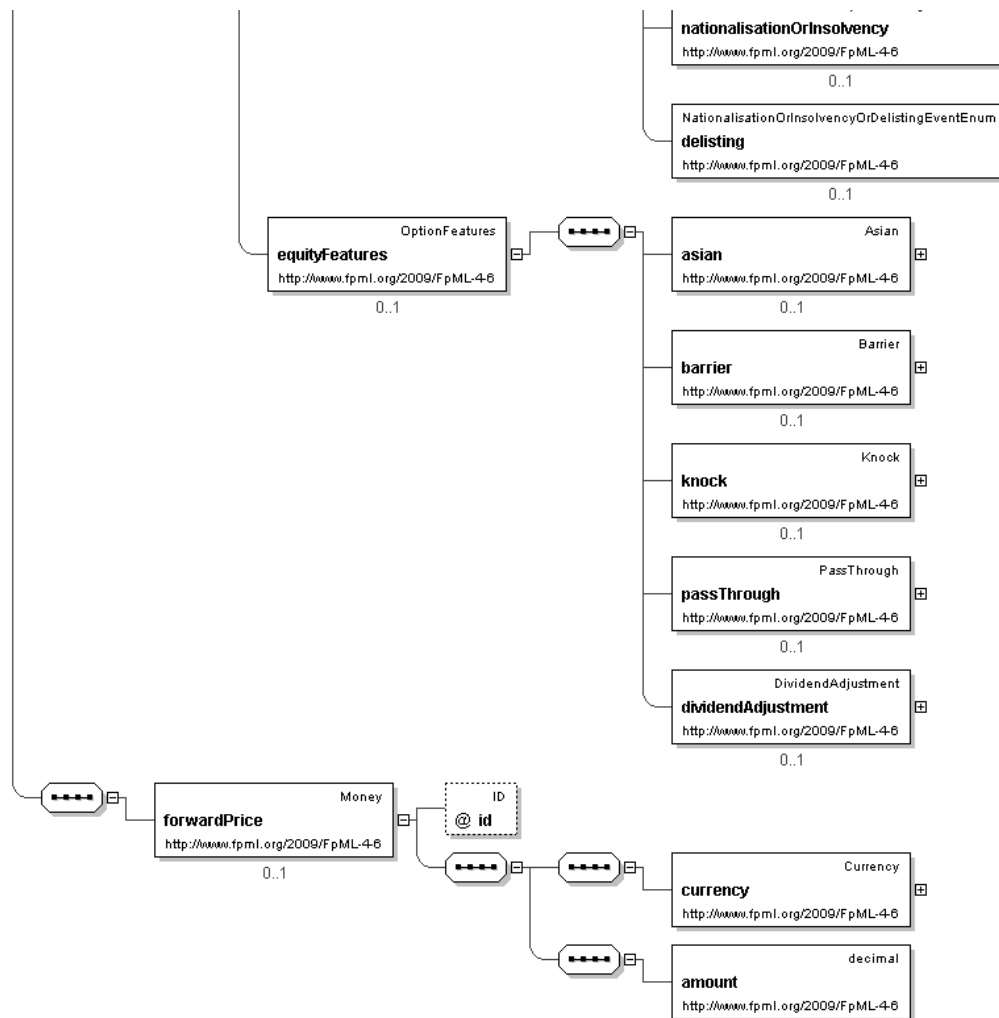 nationalisationOrInsolvency
http://www.fpml.org/2009/FpML-4-6
0..1
NationalisationOrInsolvencyOrDelistingEventEnum
delisting
http://www.fpml.org/2009/FpML-4-6
0..1
OptionFeatures
equityFeatures
http://www.fpml.org/2009/FpML-4-6
0..1
Asian
asian
http://www.fpml.org/2009/FpML-4-6
0..1
Barrier
barrier
http://www.fpml.org/2009/FpML-4-6
0..1
Knock
knock
http://www.fpml.org/2009/FpML-4-6
0..1
PassThrough
passThrough
http://www.fpml.org/2009/FpML-4-6
0..1
DividendAdjustment
dividendAdjustment
http://www.fpml.org/2009/FpML-4-6
0..1
Money
forwardPrice
http://www.fpml.org/2009/FpML-4-6
0..1
ID
@ id
Currency
currency
http://www.fpml.org/2009/FpML-4-6
decimal
amount
http://www.fpml.org/2009/FpML-4-6